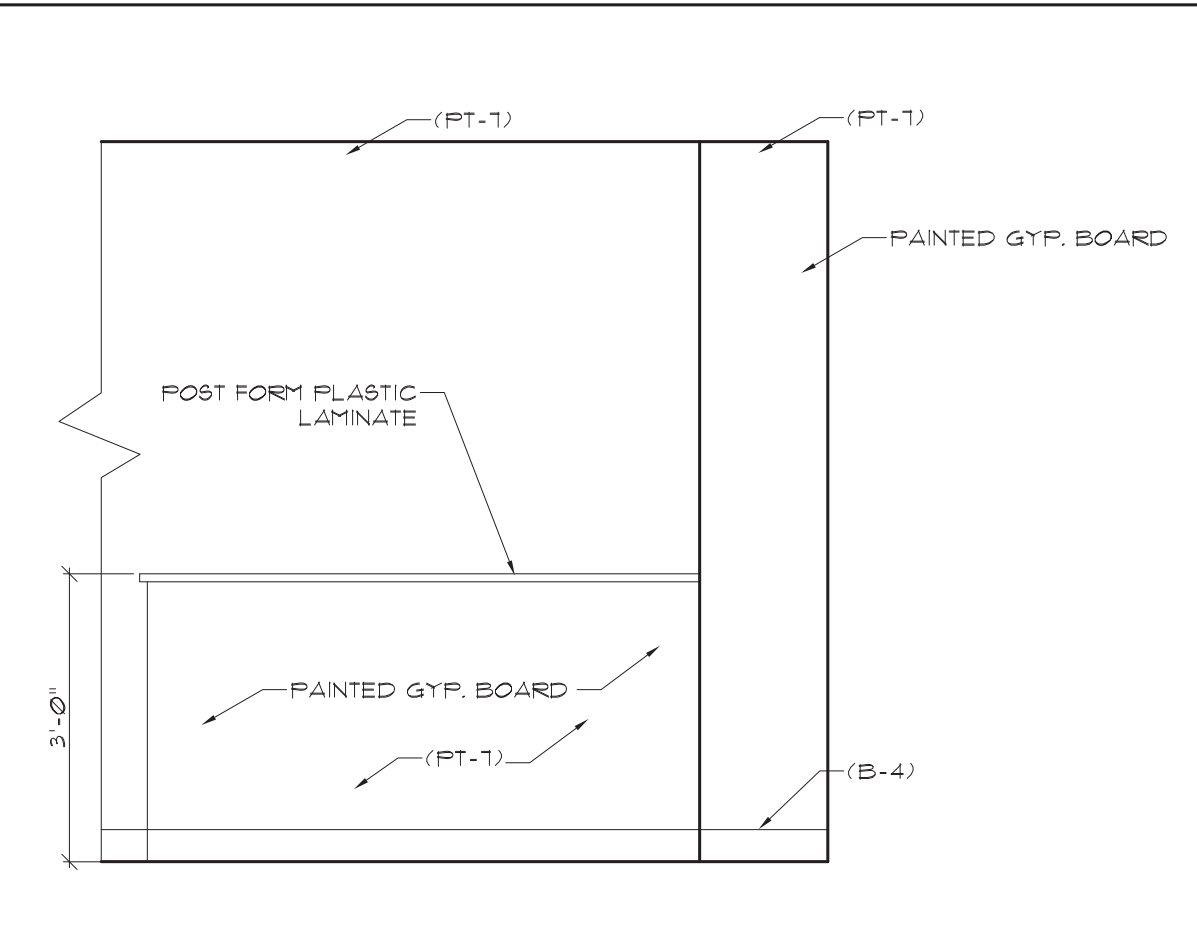 (PT-7)
(PT-7)
PAINTED GYP. BOARD
POST FORM PLASTIC
LAMINATE
PAINTED GYP. BOARD
3'-0"
(PT-7)
(B-4)